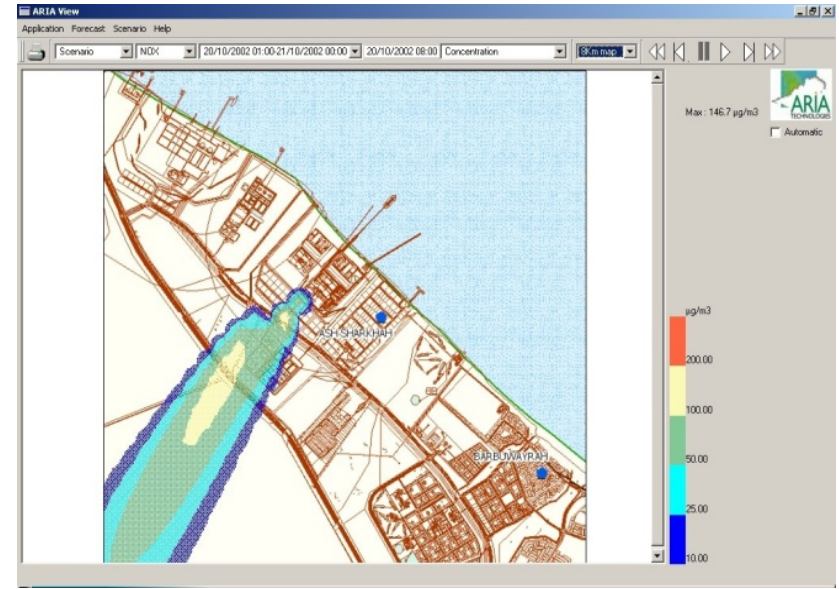 ARIA View
Application Forecast Scenario Help
Scenario NOX 20/10/2002 01:00-21/10/2002 00:00 20/10/2002 08:00 Concentration 8Km map
Max : 146.7 µg/m3
ARIA
TECHNOLOGIES
Automatic
µg/m3
ASH SHARKHAH
200.00
100.00
BARBUWAYRAH
50.00
25.00
10.00